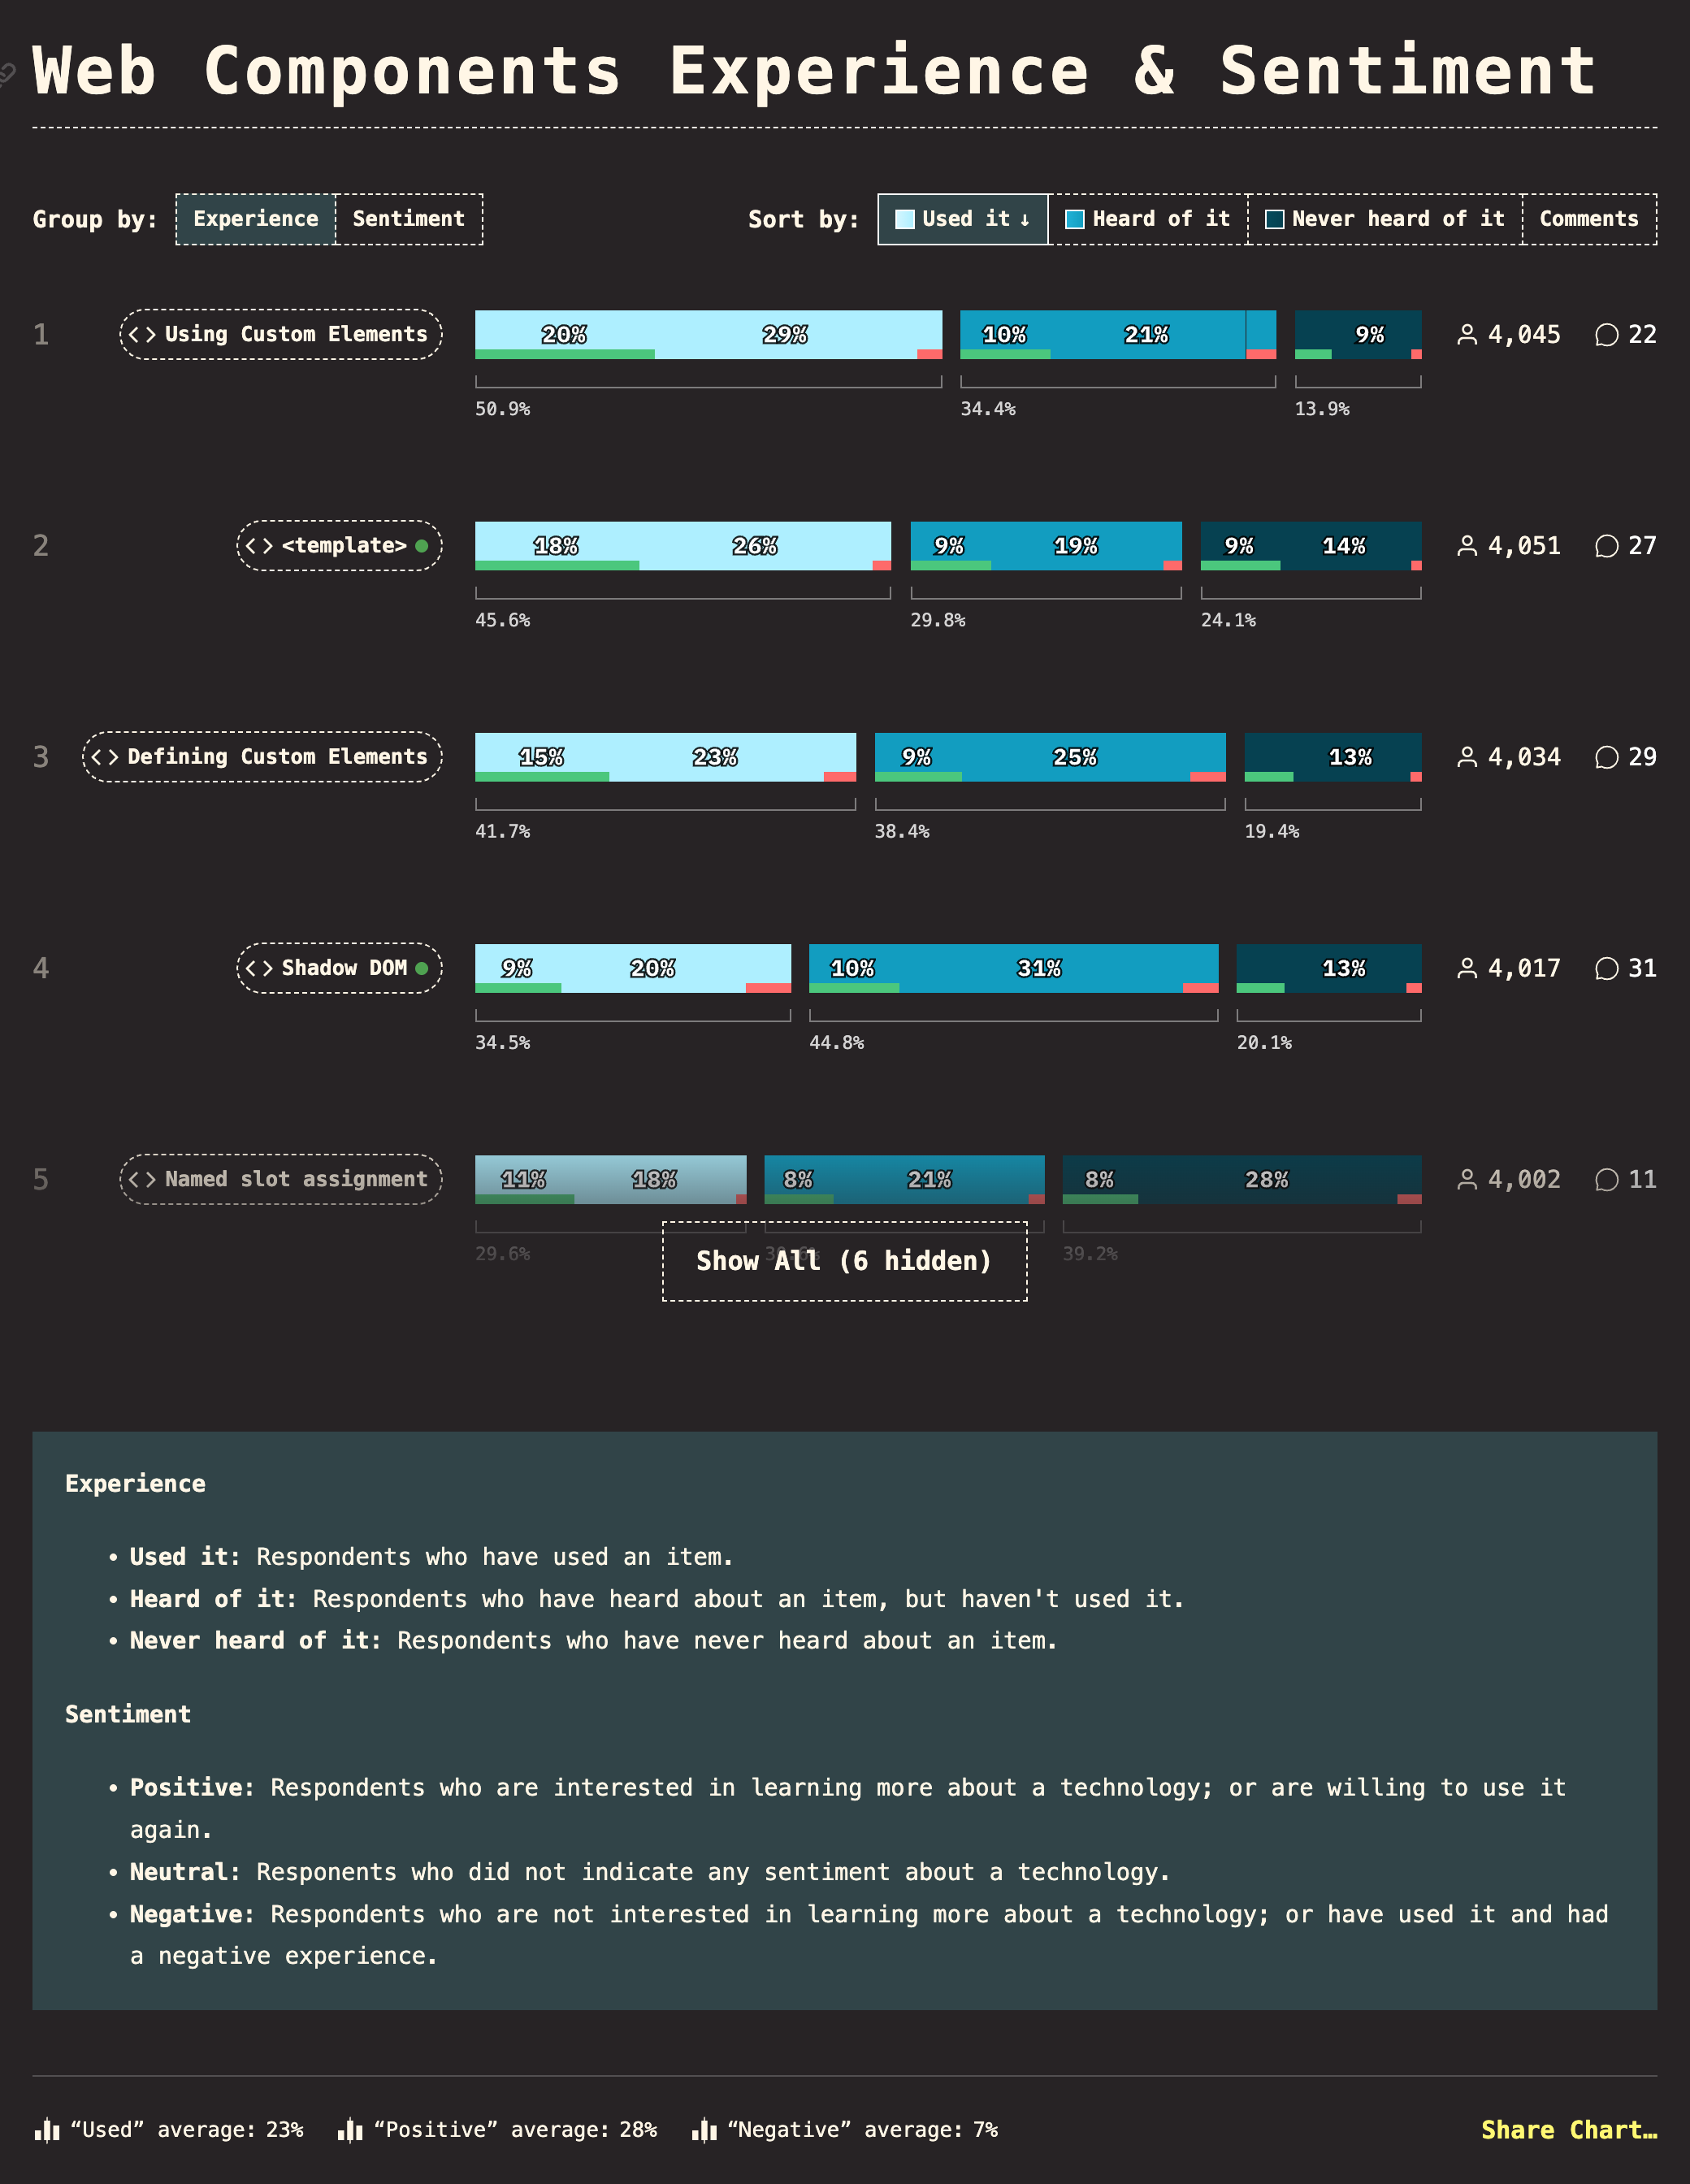 Web Components Experience & Sentiment
Group by: Experience Sentiment Sort by: Used it ↓ Heard of it Never heard of it Comments
1 <> Using Custom Elements 20% 29% 10% 21% 9% 4,045 22
50.9% 34.4% 13.9%
2 <> <template> 18% 26% 9% 19% 9% 14% 4,051 27
45.6% 29.8% 24.1%
3 <> Defining Custom Elements 15% 23% 9% 25% 13% 4,034 29
41.7% 38.4% 19.4%
4 <> Shadow DOM 9% 20% 10% 31% 13% 4,017 31
34.5% 44.8% 20.1%
5 <> Named slot assignment 11% 18% 8% 21% 8% 28% 4,002 11
29.6% 39.2%
Show All (6 hidden)
Experience
• Used it: Respondents who have used an item.
• Heard of it: Respondents who have heard about an item, but haven't used it.
• Never heard of it: Respondents who have never heard about an item.
Sentiment
• Positive: Respondents who are interested in learning more about a technology; or are willing to use it
again.
• Neutral: Responents who did not indicate any sentiment about a technology.
• Negative: Respondents who are not interested in learning more about a technology; or have used it and had
a negative experience.
“Used” average: 23% “Positive” average: 28% “Negative” average: 7% Share Chart…